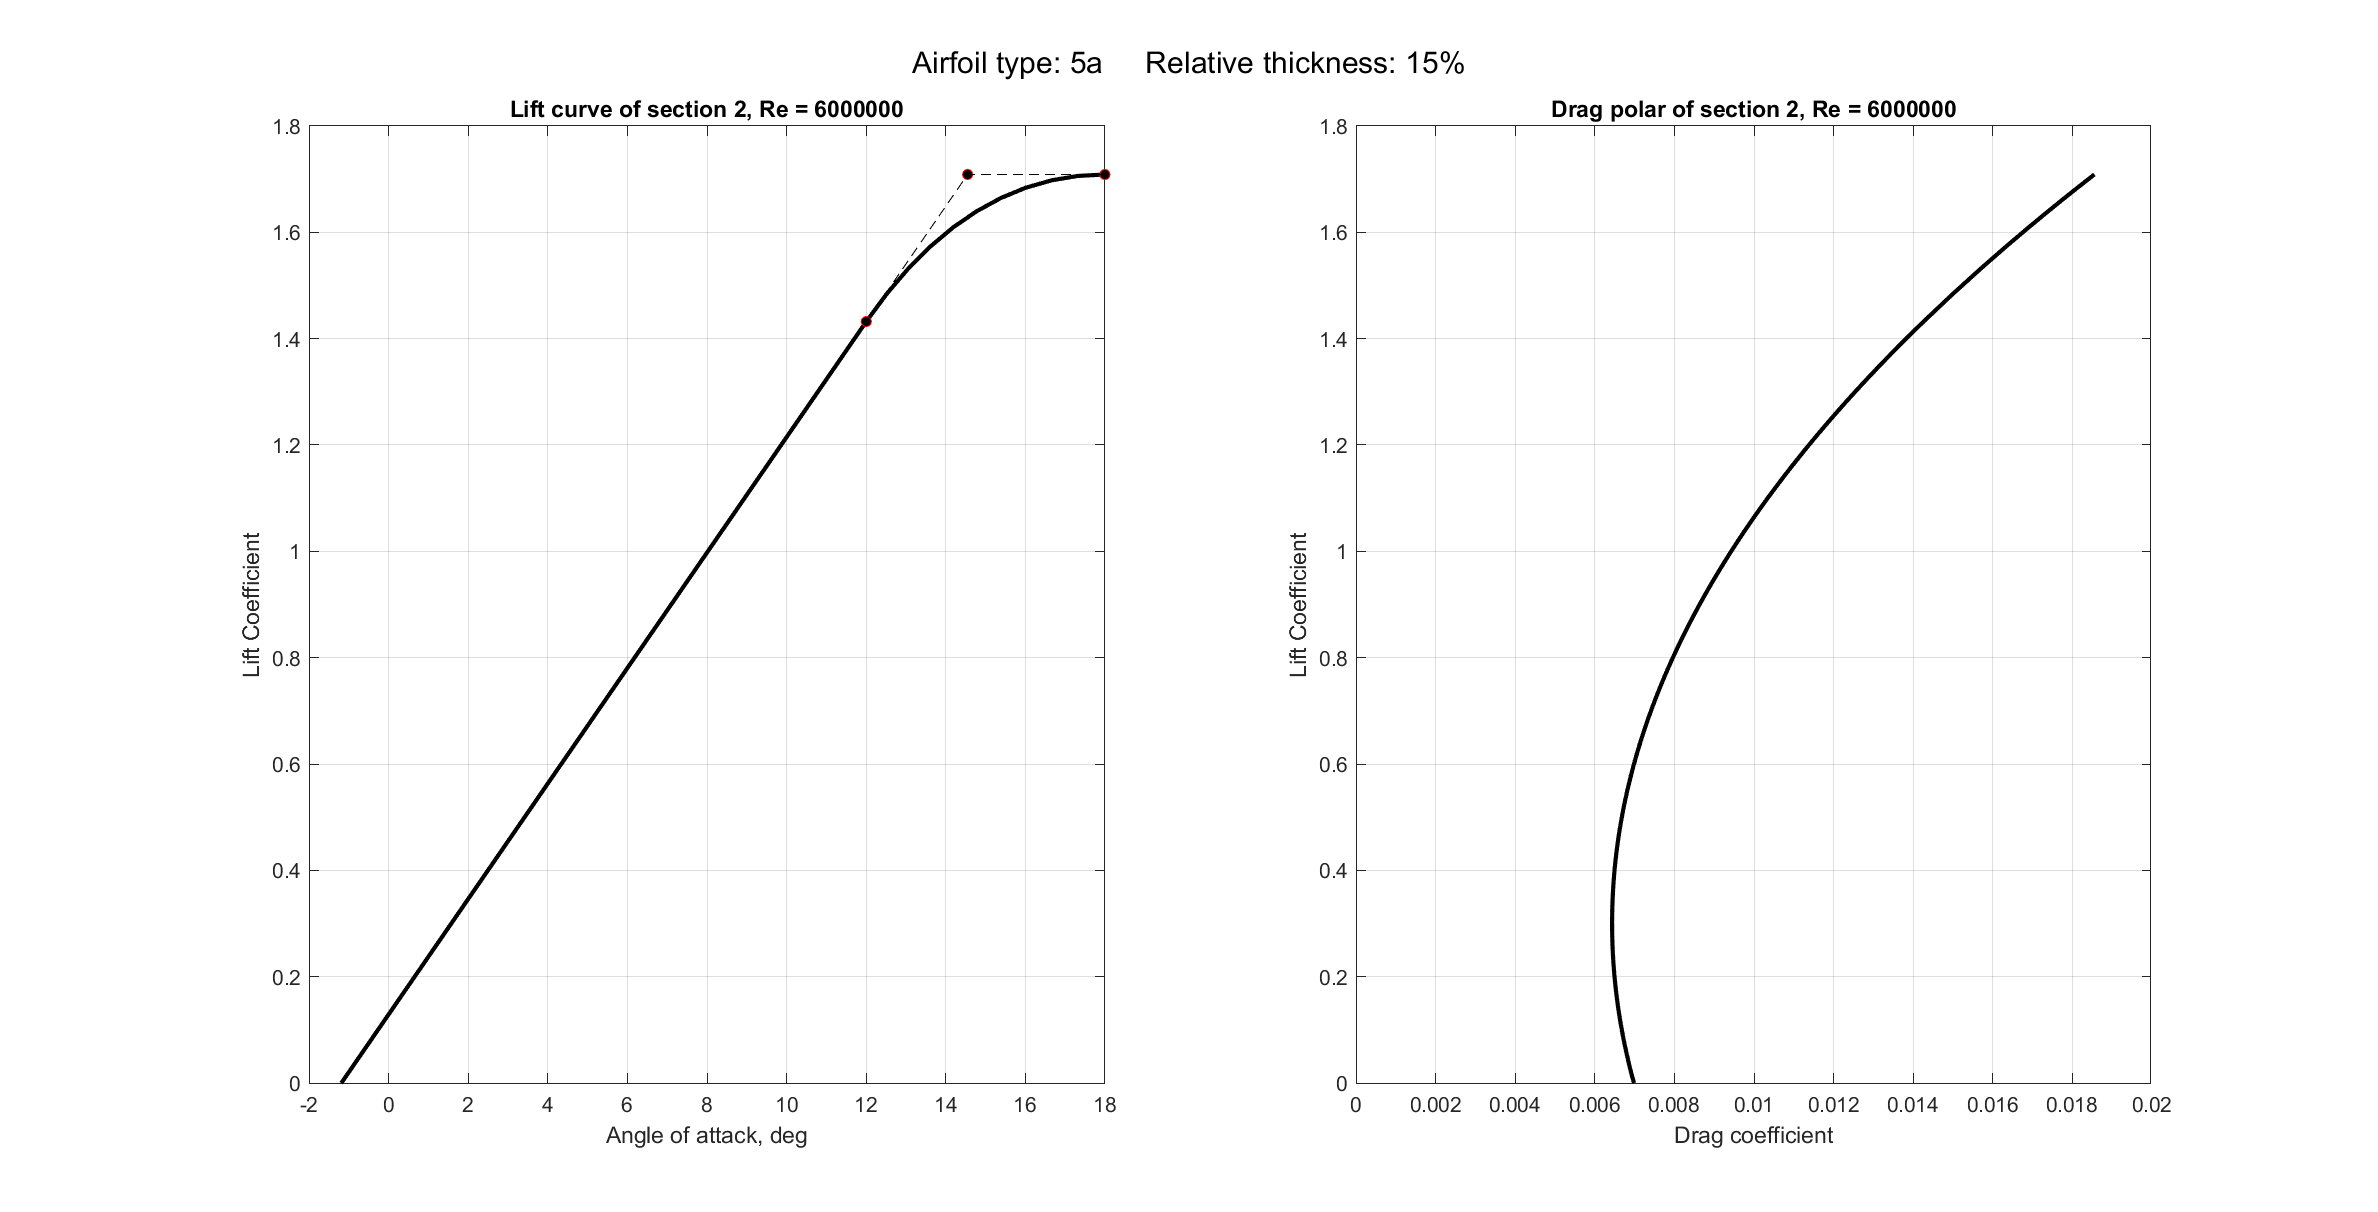 Airfoil type: 5a     Relative thickness: 15%
Lift curve of section 2, Re = 6000000
1.8
1.6
1.4
1.2
1
0.8
0.6
0.4
0.2
0
Lift Coefficient
-2 0 2 4 6 8 10 12 14 16 18
Angle of attack, deg
Drag polar of section 2, Re = 6000000
1.8
1.6
1.4
1.2
1
0.8
0.6
0.4
0.2
0
Lift Coefficient
0 0.002 0.004 0.006 0.008 0.01 0.012 0.014 0.016 0.018 0.02
Drag coefficient